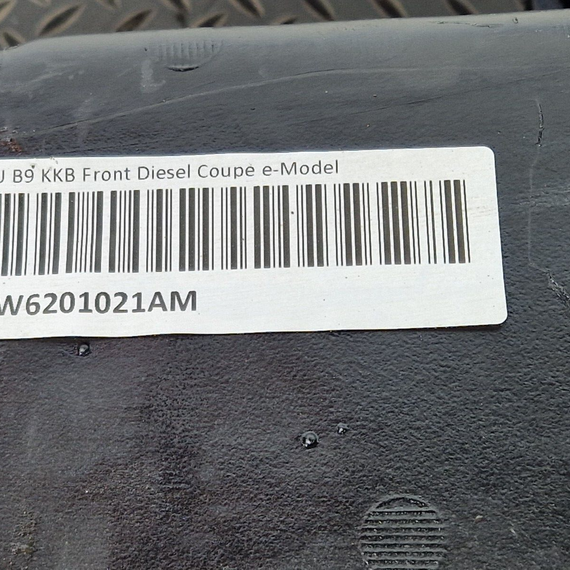 J B9 KKB Front Diesel Coupe e-Model
W6201021AM